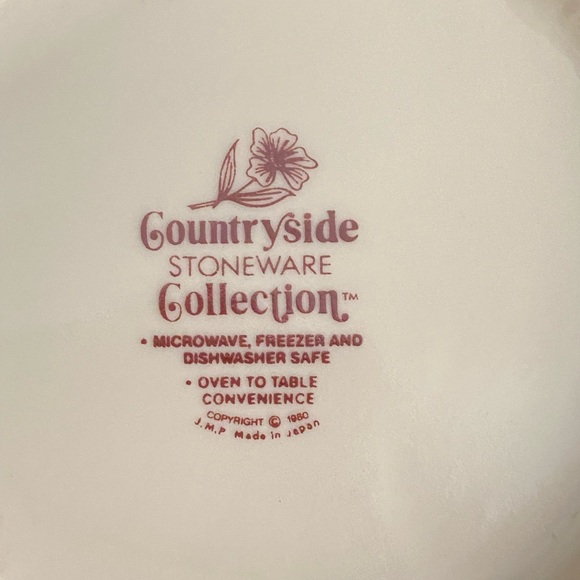 Countryside
STONEWARE
Collection™
• MICROWAVE, FREEZER AND
DISHWASHER SAFE
• OVEN TO TABLE
CONVENIENCE
COPYRIGHT © 1980
J.M.P Made in Japan